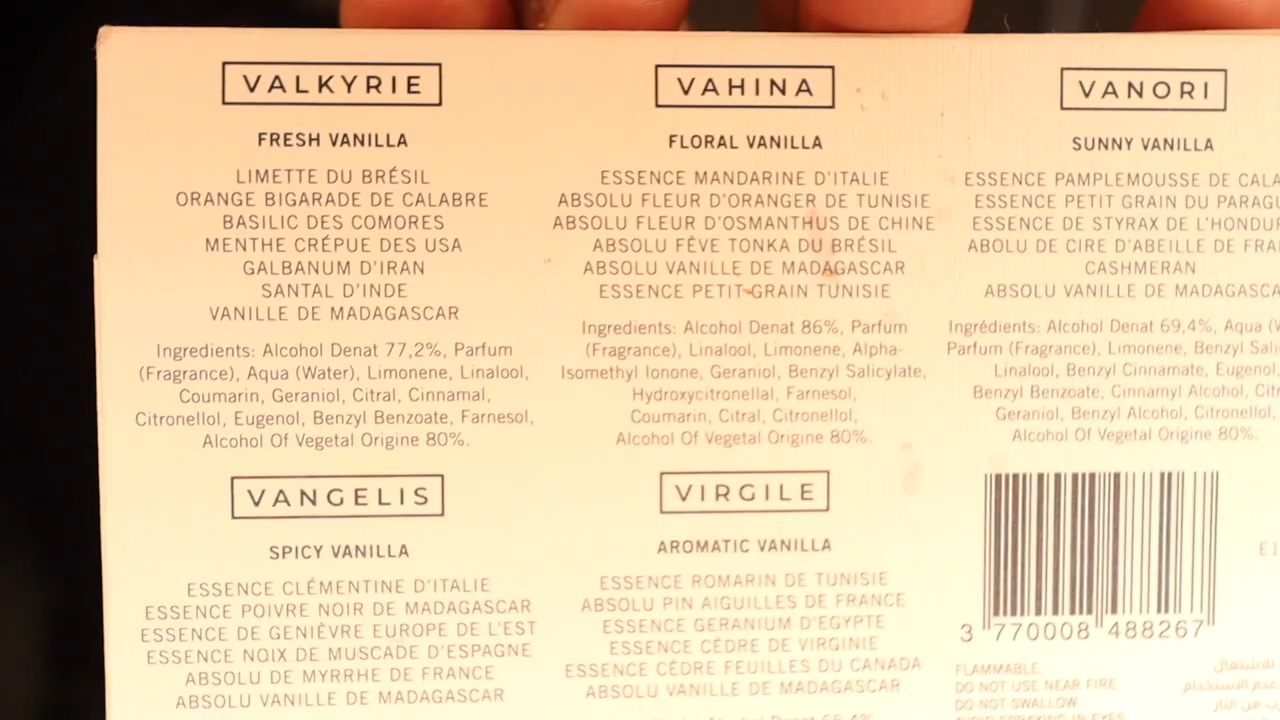 VALKYRIE
FRESH VANILLA
LIMETTE DU BRÉSIL
ORANGE BIGARADE DE CALABRE
BASILIC DES COMORES
MENTHE CRÉPUE DES USA
GALBANUM D'IRAN
SANTAL D'INDE
VANILLE DE MADAGASCAR
Ingredients: Alcohol Denat 77,2%, Parfum
(Fragrance), Aqua (Water), Limonene, Linalool,
Coumarin, Geraniol, Citral, Cinnamal,
Citronellol, Eugenol, Benzyl Benzoate, Farnesol,
Alcohol Of Vegetal Origine 80%.
VAHINA
FLORAL VANILLA
ESSENCE MANDARINE D'ITALIE
ABSOLU FLEUR D'ORANGER DE TUNISIE
ABSOLU FLEUR D'OSMANTHUS DE CHINE
ABSOLU FÈVE TONKA DU BRÉSIL
ABSOLU VANILLE DE MADAGASCAR
ESSENCE PETIT-GRAIN TUNISIE
Ingredients: Alcohol Denat 86%, Parfum
(Fragrance), Linalool, Limonene, Alpha-
Isomethyl Ionone, Geraniol, Benzyl Salicylate,
Hydroxycitronellal, Farnesol,
Coumarin, Citral, Citronellol,
Alcohol Of Vegetal Origine 80%.
VANORI
SUNNY VANILLA
ESSENCE PAMPLEMOUSSE DE
ESSENCE PETIT GRAIN DU
ESSENCE DE STYRAX DE
ABOLU DE CIRE D'ABEILLE DE
CASHMERAN
ABSOLU VANILLE DE
Ingrédients: Alcohol Denat 69,4%, Aqua
Parfum (Fragrance), Limonene, Benzyl
Linalool, Benzyl Cinnamate, Eugenol,
Benzyl Benzoate, Cinnamyl Alcohol,
Geraniol, Benzyl Alcohol, Citronellol,
Alcohol Of Vegetal Origine 80%.
VANGELIS
SPICY VANILLA
ESSENCE CLÉMENTINE D'ITALIE
ESSENCE POIVRE NOIR DE MADAGASCAR
ESSENCE DE GENIÈVRE EUROPE DE L'EST
ESSENCE NOIX DE MUSCADE D'ESPAGNE
ABSOLU DE MYRRHE DE FRANCE
ABSOLU VANILLE DE MADAGASCAR
VIRGILE
AROMATIC VANILLA
ESSENCE ROMARIN DE TUNISIE
ABSOLU PIN AIGUILLES DE FRANCE
ESSENCE GERANIUM D'EGYPTE
ESSENCE CÈDRE DE VIRGINIE
ESSENCE CÈDRE FEUILLES DU CANADA
ABSOLU VANILLE DE MADAGASCAR
3 770008 488267
FLAMMABLE.
DO NOT USE NEAR FIRE.
DO NOT SWALLOW.